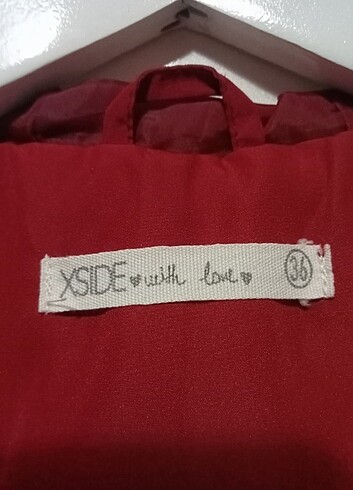 XSIDE ♥ with love ♥ 36